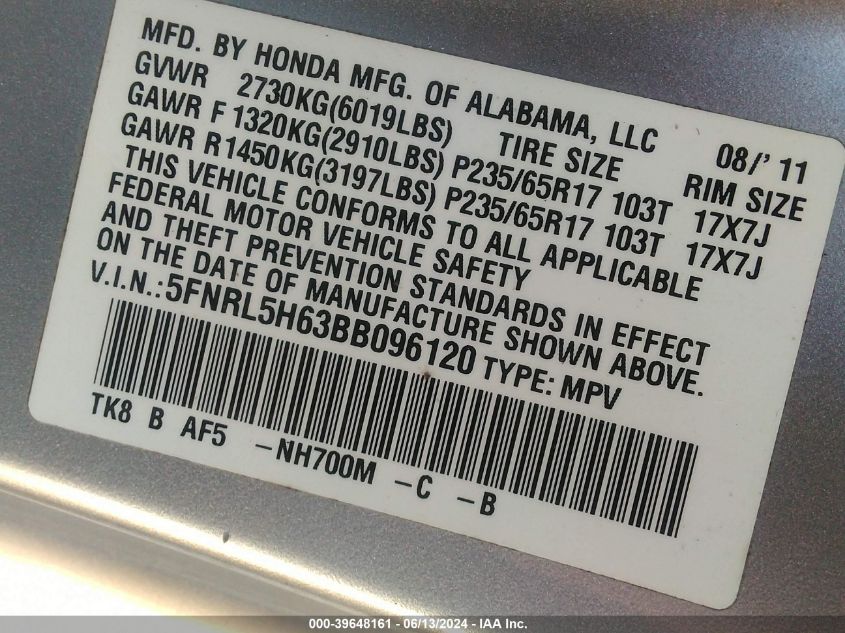 MFD. BY HONDA MFG. OF ALABAMA, LLC 08/' 11
GVWR 2730KG(6019LBS) TIRE SIZE RIM SIZE
GAWR F 1320KG(2910LBS) P235/65R17 103T 17X7J
GAWR R 1450KG(3197LBS) P235/65R17 103T 17X7J
THIS VEHICLE CONFORMS TO ALL APPLICABLE
FEDERAL MOTOR VEHICLE SAFETY
AND THEFT PREVENTION STANDARDS IN EFFECT
ON THE DATE OF MANUFACTURE SHOWN ABOVE.
V.I.N.: 5FNRL5H63BB096120 TYPE: MPV
TK8 B AF5 -NH700M -C -B
000-39648161 - 06/13/2024 - IAA Inc.